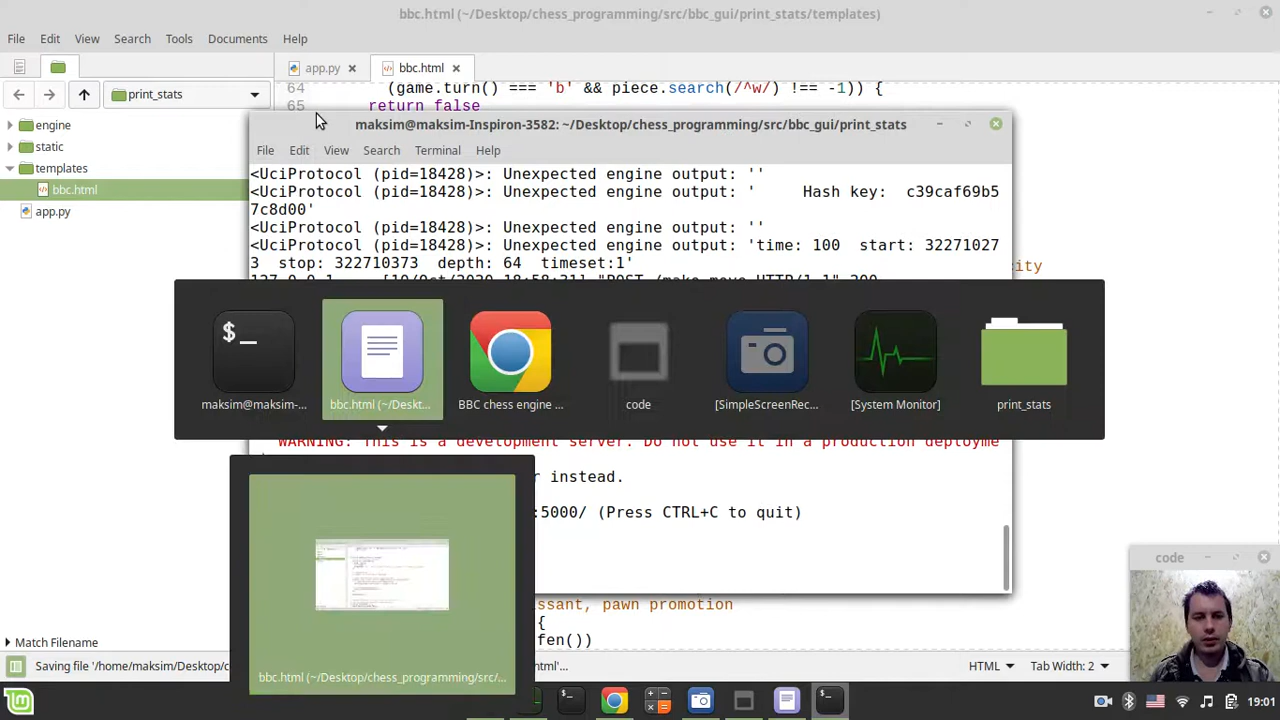 bbc.html (~/Desktop/chess_programming/src/bbc_gui/print_stats/templates)
File Edit View Search Tools Documents Help
app.py
bbc.html
print_stats
engine
static
templates
bbc.html
app.py
64 (game.turn() === 'b' && piece.search(/^w/) !== -1)) {
65 return false
maksim@maksim-Inspiron-3582: ~/Desktop/chess_programming/src/bbc_gui/print_stats
File Edit View Search Terminal Help
<UciProtocol (pid=18428)>: Unexpected engine output: ''
<UciProtocol (pid=18428)>: Unexpected engine output: '     Hash key:  c39caf69b5
7c8d00'
<UciProtocol (pid=18428)>: Unexpected engine output: ''
<UciProtocol (pid=18428)>: Unexpected engine output: 'time: 100  start: 32271027
3  stop: 322710373  depth: 64  timeset:1'
city
$_
maksim@maksim-...
bbc.html (~/Deskt...
BBC chess engine ...
code
[SimpleScreenRec...
[System Monitor]
print_stats
WARNING: This is a development server. Do not use it in a production deployme
instead.
:5000/ (Press CTRL+C to quit)
bbc.html (~/Desktop/chess_programming/src/...
issant, pawn promotion
{
fen())
code
Match Filename
Saving file '/home/maksim/Desktop/c
HTML Tab Width: 2
19:01